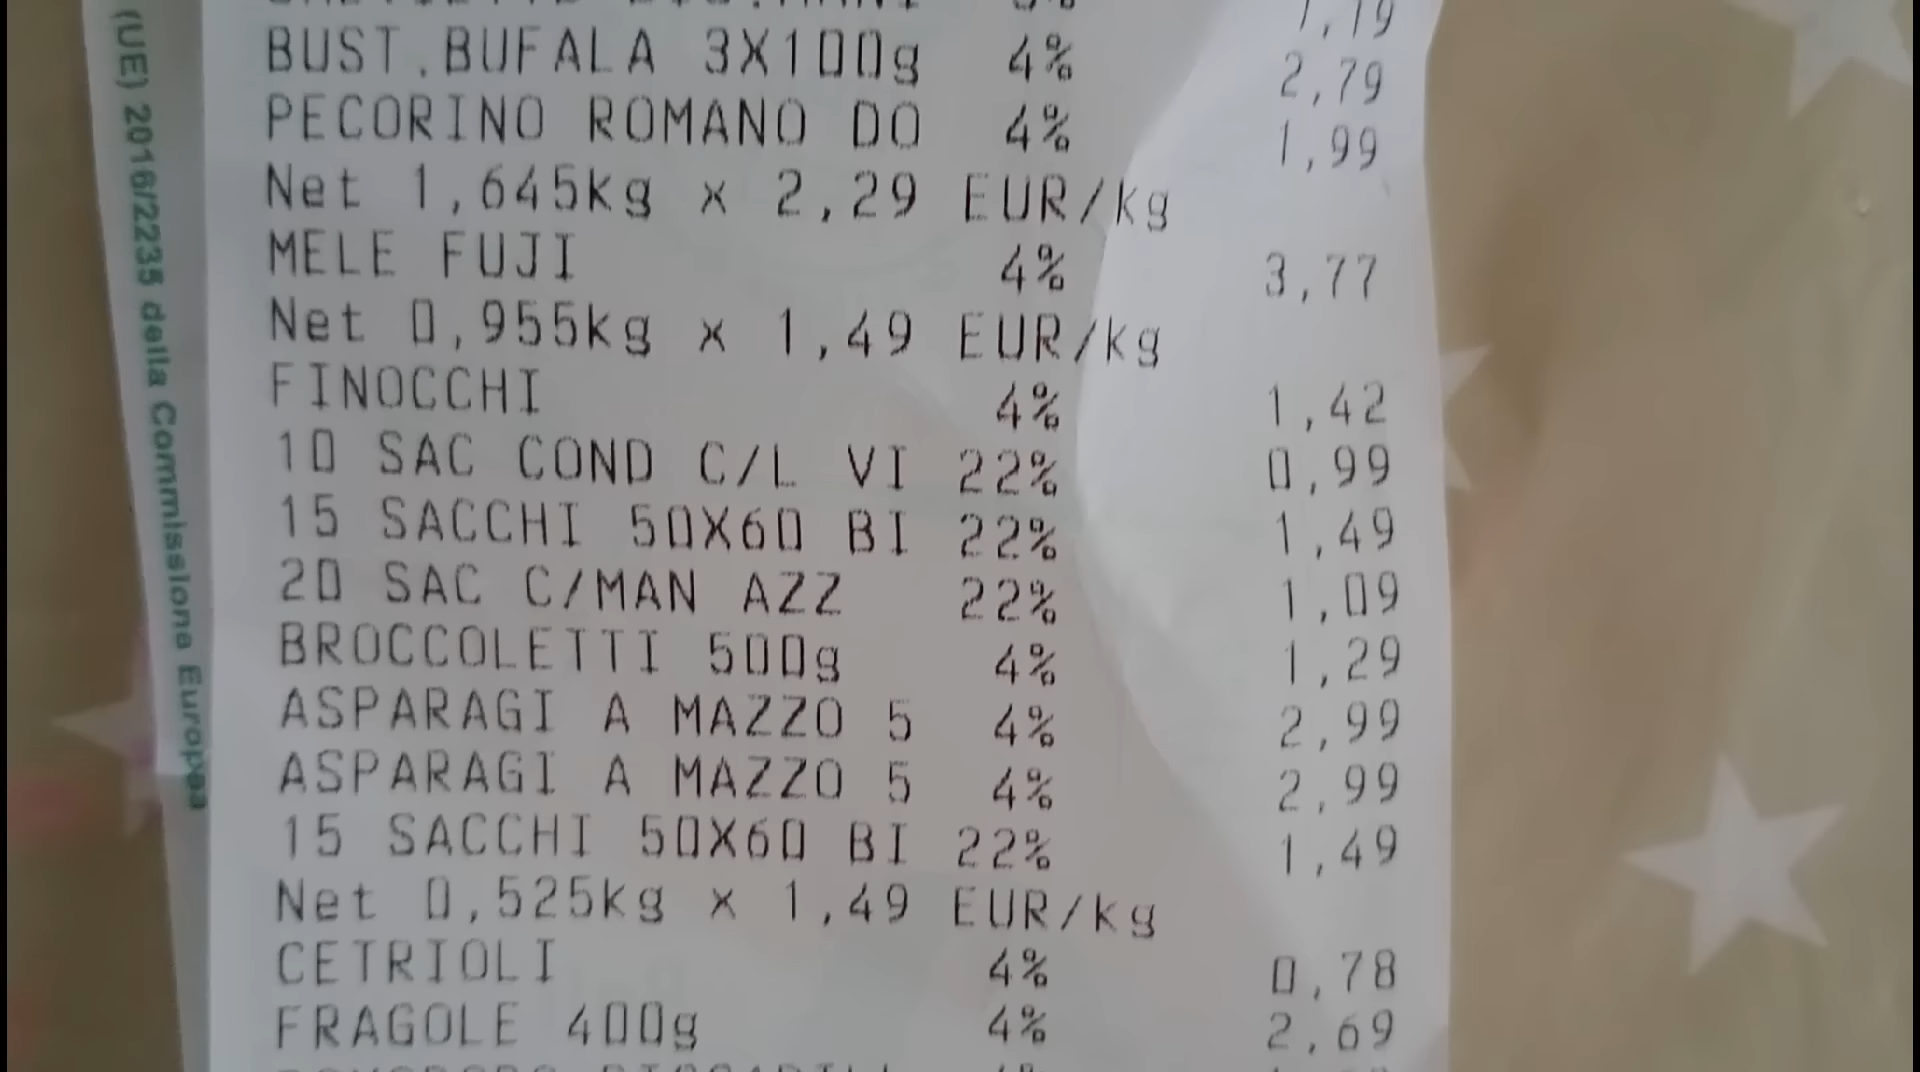 1,19
BUST.BUFALA 3X100g 4% 2,79
PECORINO ROMANO DO 4% 1,99
Net 1,645kg x 2,29 EUR/kg
MELE FUJI 4% 3,77
Net 0,955kg x 1,49 EUR/kg
FINOCCHI 4% 1,42
10 SAC COND C/L VI 22% 0,99
15 SACCHI 50X60 BI 22% 1,49
20 SAC C/MAN AZZ 22% 1,09
BROCCOLETTI 500g 4% 1,29
ASPARAGI A MAZZO 5 4% 2,99
ASPARAGI A MAZZO 5 4% 2,99
15 SACCHI 50X60 BI 22% 1,49
Net 0,525kg x 1,49 EUR/kg
CETRIOLI 4% 0,78
FRAGOLE 400g 4% 2,69
(UE) 2016/2235 della Commissione Europea